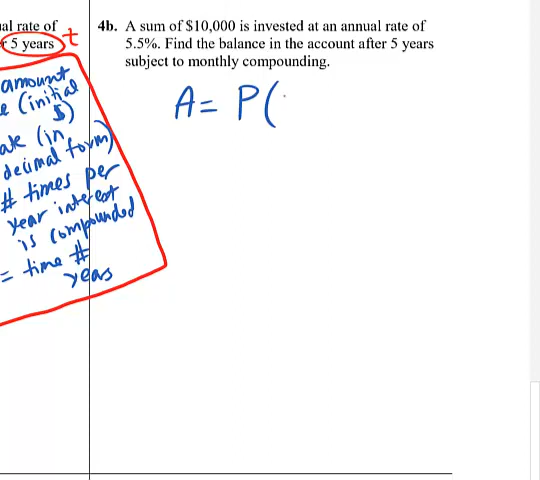 al rate of
5 years t
amount
e (initial
$)
ate (in
decimal form)
# times per
year interest
is compounded
= time #
years
4b. A sum of $10,000 is invested at an annual rate of
5.5%. Find the balance in the account after 5 years
subject to monthly compounding.
A= P(